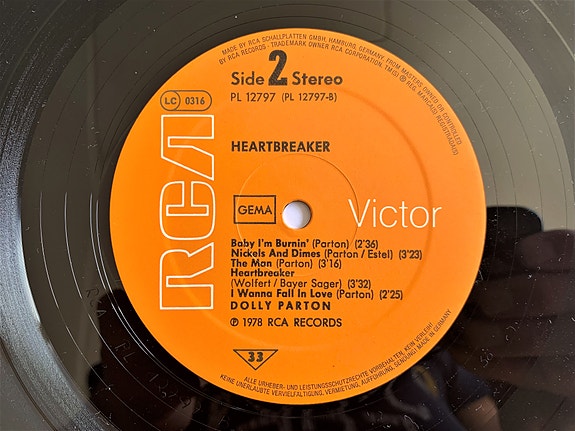 MADE BY RCA SCHALLPLATTEN GMBH, HAMBURG, GERMANY, FROM MASTERS OWNED OR CONTROLLED
BY RCA RECORDS · TRADEMARK OWNER RCA CORPORATION. TM(S) ® REG. MARCA(S) REGISTRADA(S)
Side 2 Stereo
PL 12797 (PL 12797-B)
LC 0316
RCA
HEARTBREAKER
GEMA
Victor
Baby I'm Burnin' (Parton) (2'36)
Nickels And Dimes (Parton / Estel) (3'23)
The Man (Parton) (3'16)
Heartbreaker
(Wolfert / Bayer Sager) (3'32)
I Wanna Fall In Love (Parton) (2'25)
DOLLY PARTON
℗ 1978 RCA RECORDS
33
ALLE URHEBER- UND LEISTUNGSSCHUTZRECHTE VORBEHALTEN, KEIN VERLEIH!
KEINE UNERLAUBTE VERVIELFÄLTIGUNG, VERMIETUNG, AUFFÜHRUNG, SENDUNG! MADE IN GERMANY